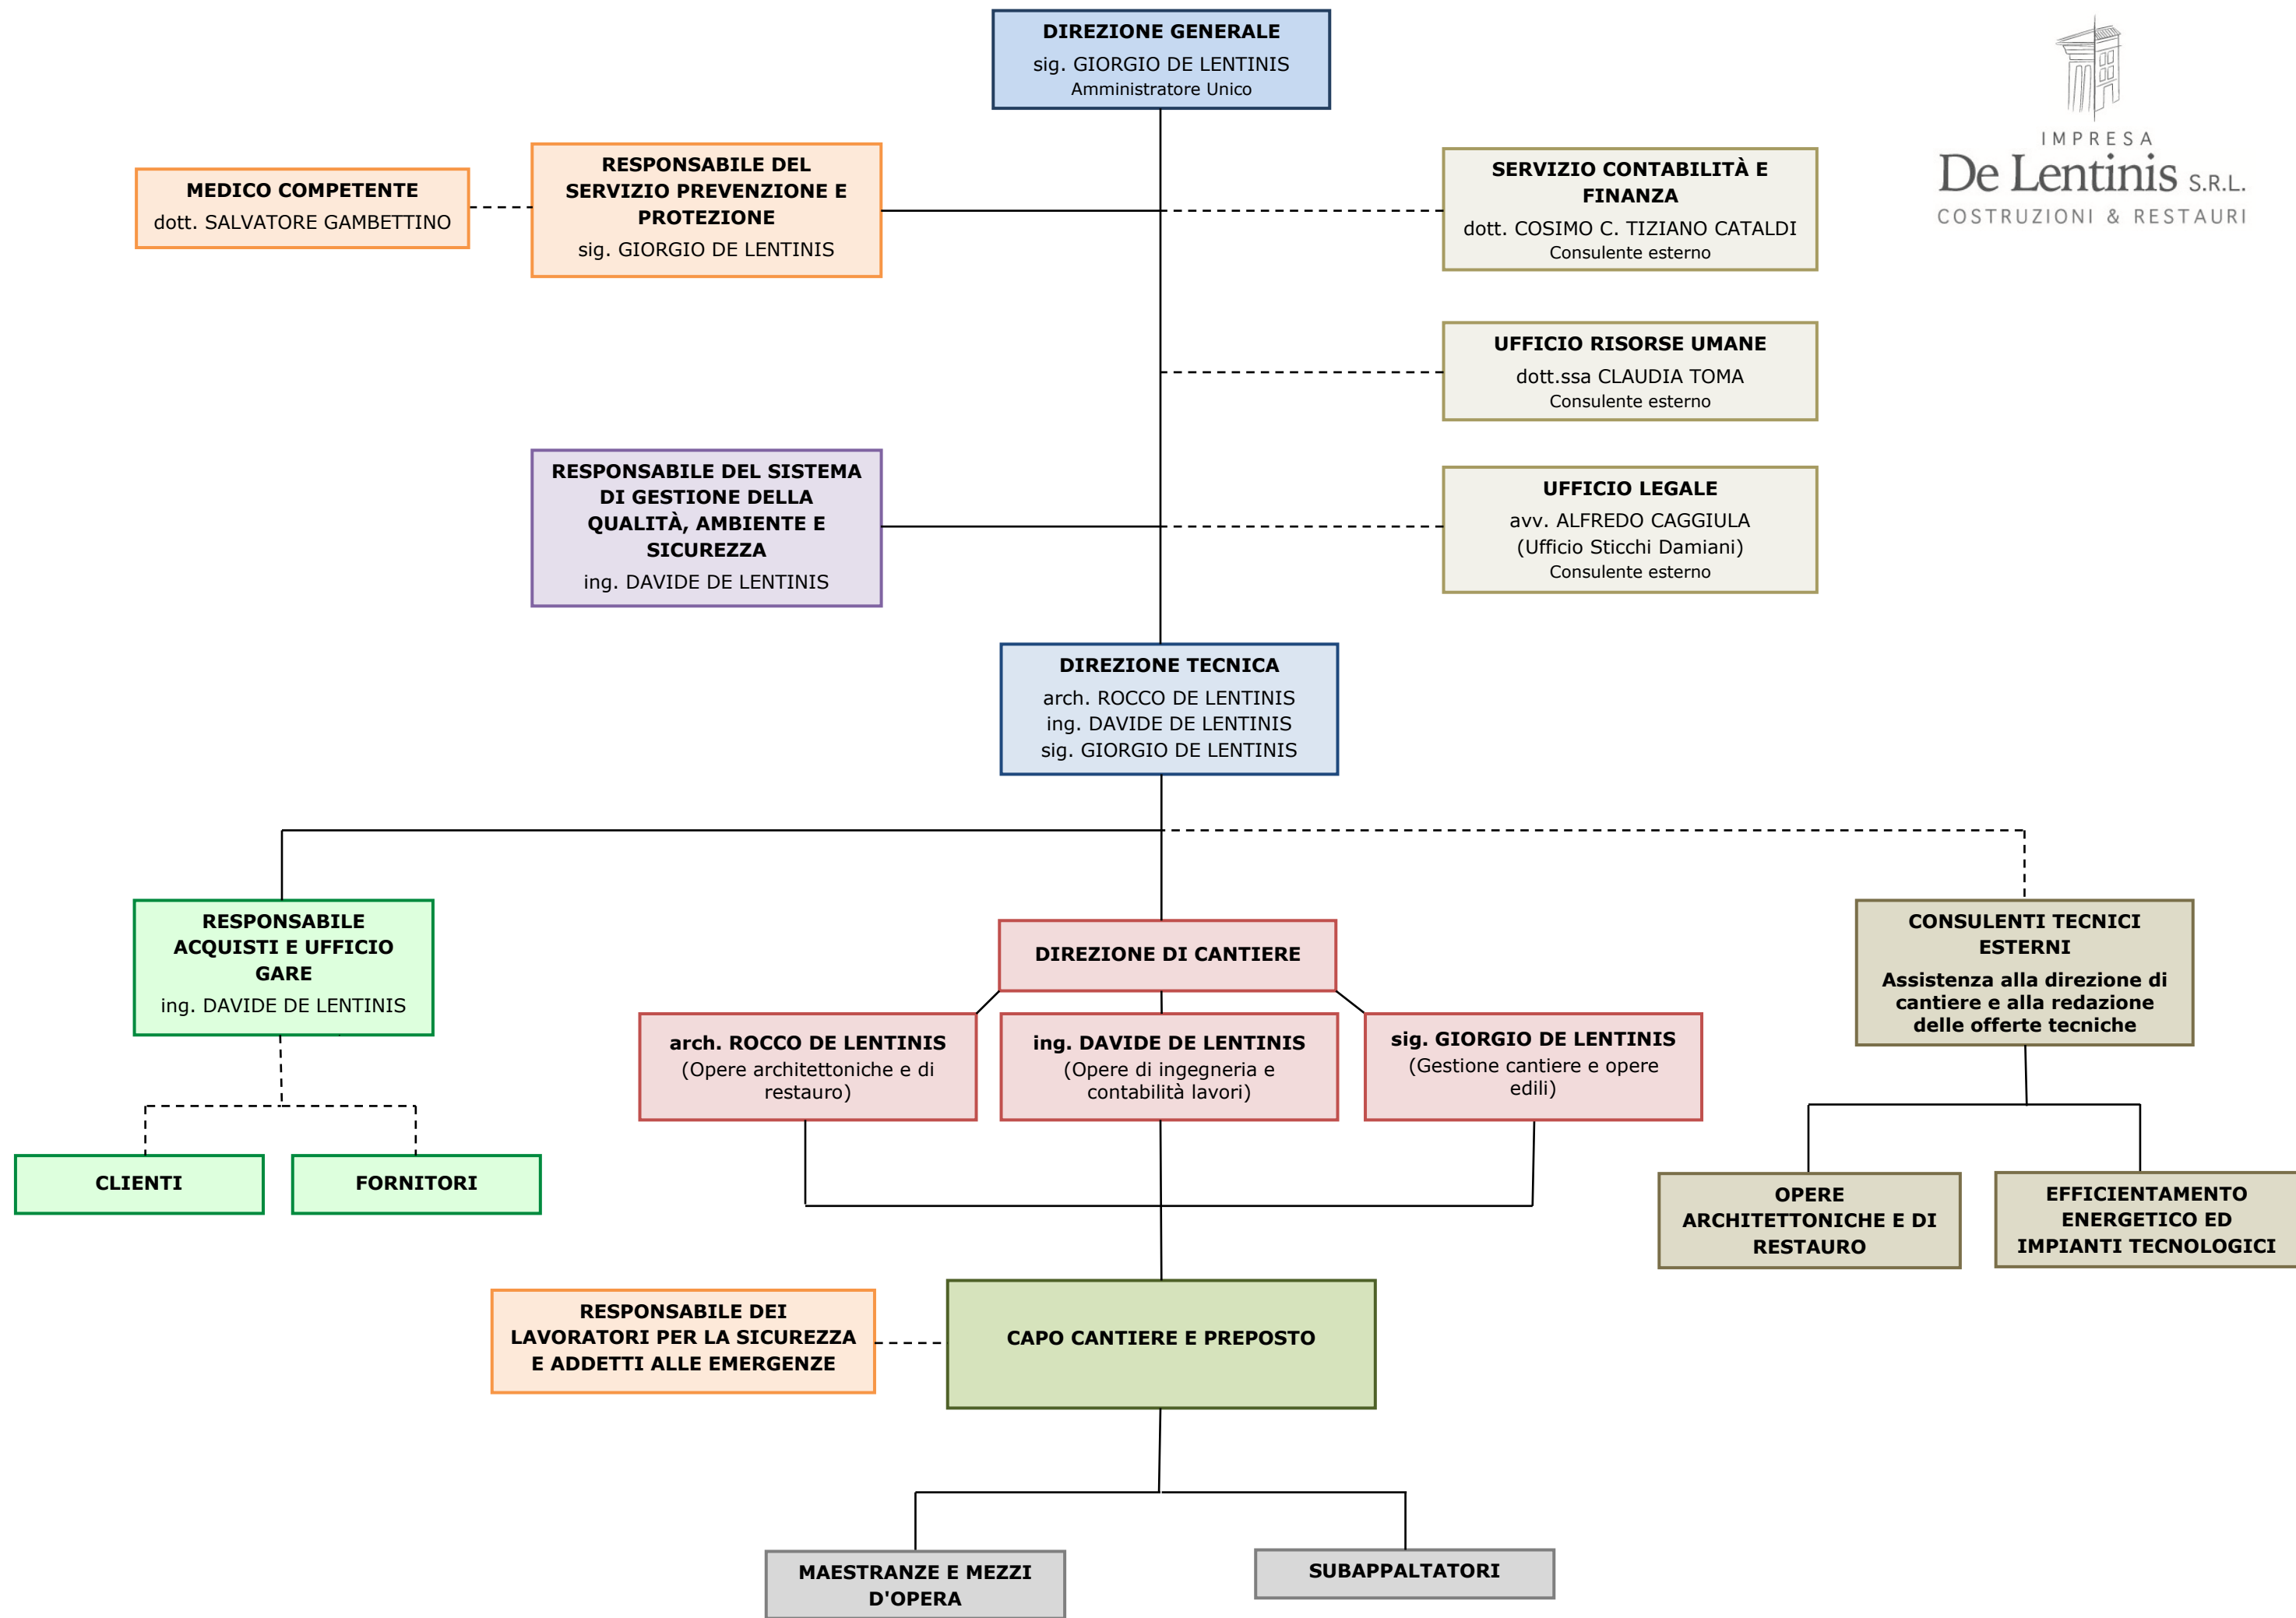 DIREZIONE GENERALE
sig. GIORGIO DE LENTINIS
Amministratore Unico
IMPRESA
De Lentinis S.R.L.
COSTRUZIONI & RESTAURI
MEDICO COMPETENTE
dott. SALVATORE GAMBETTINO
RESPONSABILE DEL
SERVIZIO PREVENZIONE E
PROTEZIONE
sig. GIORGIO DE LENTINIS
SERVIZIO CONTABILITÀ E
FINANZA
dott. COSIMO C. TIZIANO CATALDI
Consulente esterno
UFFICIO RISORSE UMANE
dott.ssa CLAUDIA TOMA
Consulente esterno
RESPONSABILE DEL SISTEMA
DI GESTIONE DELLA
QUALITÀ, AMBIENTE E
SICUREZZA
ing. DAVIDE DE LENTINIS
UFFICIO LEGALE
avv. ALFREDO CAGGIULA
(Ufficio Sticchi Damiani)
Consulente esterno
DIREZIONE TECNICA
arch. ROCCO DE LENTINIS
ing. DAVIDE DE LENTINIS
sig. GIORGIO DE LENTINIS
RESPONSABILE
ACQUISTI E UFFICIO
GARE
ing. DAVIDE DE LENTINIS
DIREZIONE DI CANTIERE
CONSULENTI TECNICI
ESTERNI
Assistenza alla direzione di
cantiere e alla redazione
delle offerte tecniche
arch. ROCCO DE LENTINIS
(Opere architettoniche e di
restauro)
ing. DAVIDE DE LENTINIS
(Opere di ingegneria e
contabilità lavori)
sig. GIORGIO DE LENTINIS
(Gestione cantiere e opere
edili)
CLIENTI
FORNITORI
OPERE
ARCHITETTONICHE E DI
RESTAURO
EFFICIENTAMENTO
ENERGETICO ED
IMPIANTI TECNOLOGICI
RESPONSABILE DEI
LAVORATORI PER LA SICUREZZA
E ADDETTI ALLE EMERGENZE
CAPO CANTIERE E PREPOSTO
MAESTRANZE E MEZZI
D'OPERA
SUBAPPALTATORI